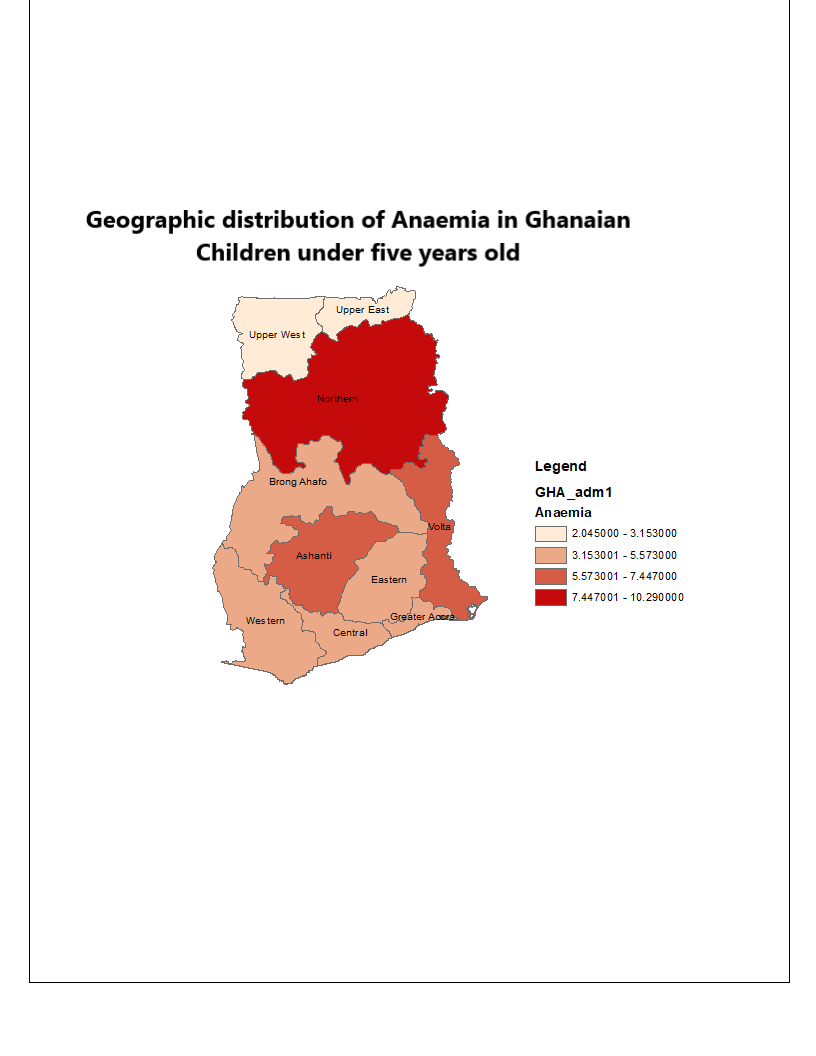 Geographic distribution of Anaemia in Ghanaian
Children under five years old
Upper East
Upper West
Northern
Brong Ahafo
Volta
Ashanti
Eastern
Greater Accra
Western
Central
Legend
GHA_adm1
Anaemia
2.045000 - 3.153000
3.153001 - 5.573000
5.573001 - 7.447000
7.447001 - 10.290000